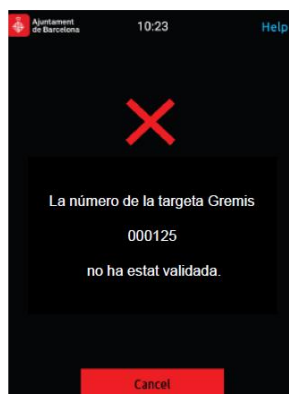 Ajuntament
de Barcelona
10:23
Help
La número de la targeta Gremis
000125
no ha estat validada.
Cancel